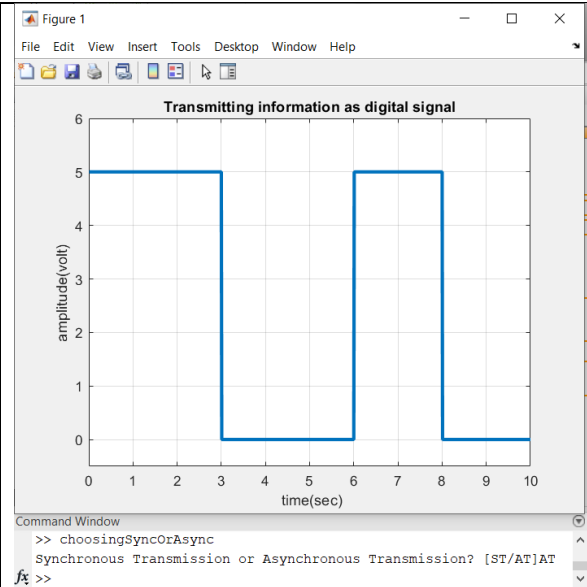 Figure 1
File Edit View Insert Tools Desktop Window Help
Transmitting information as digital signal
6
5
4
3
2
1
0
amplitude(volt)
0 1 2 3 4 5 6 7 8 9 10
time(sec)
Command Window
>> choosingSyncOrAsync
Synchronous Transmission or Asynchronous Transmission? [ST/AT]AT
fx >>